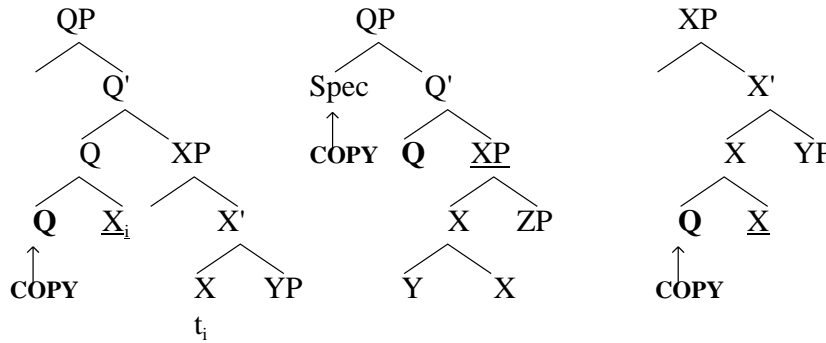 QP QP XP
Q' Spec Q' X'
Q XP COPY Q XP X YP
Q X_i X' X ZP Q X
COPY X YP Y X COPY
t_i